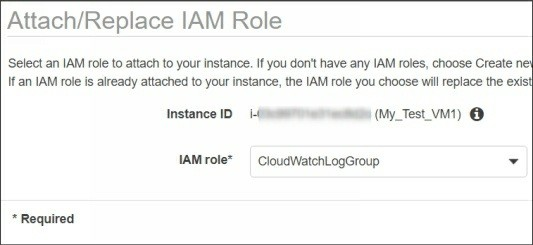 Attach/Replace IAM Role
Select an IAM role to attach to your instance. If you don't have any IAM roles, choose Create new
If an IAM role is already attached to your instance, the IAM role you choose will replace the exist
Instance ID i- (My_Test_VM1)
IAM role* CloudWatchLogGroup
* Required